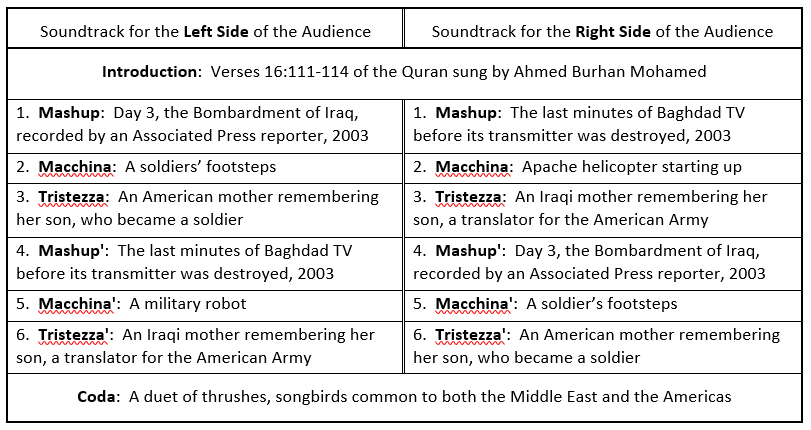 Soundtrack for the Left Side of the Audience
Soundtrack for the Right Side of the Audience
Introduction: Verses 16:111-114 of the Quran sung by Ahmed Burhan Mohamed
1. Mashup: Day 3, the Bombardment of Iraq,
recorded by an Associated Press reporter, 2003
1. Mashup: The last minutes of Baghdad TV
before its transmitter was destroyed, 2003
2. Macchina: A soldiers’ footsteps
2. Macchina: Apache helicopter starting up
3. Tristezza: An American mother remembering
her son, who became a soldier
3. Tristezza: An Iraqi mother remembering her
son, a translator for the American Army
4. Mashup': The last minutes of Baghdad TV
before its transmitter was destroyed, 2003
4. Mashup': Day 3, the Bombardment of Iraq,
recorded by an Associated Press reporter, 2003
5. Macchina': A military robot
5. Macchina': A soldier’s footsteps
6. Tristezza': An Iraqi mother remembering her
son, a translator for the American Army
6. Tristezza': An American mother remembering
her son, who became a soldier
Coda: A duet of thrushes, songbirds common to both the Middle East and the Americas